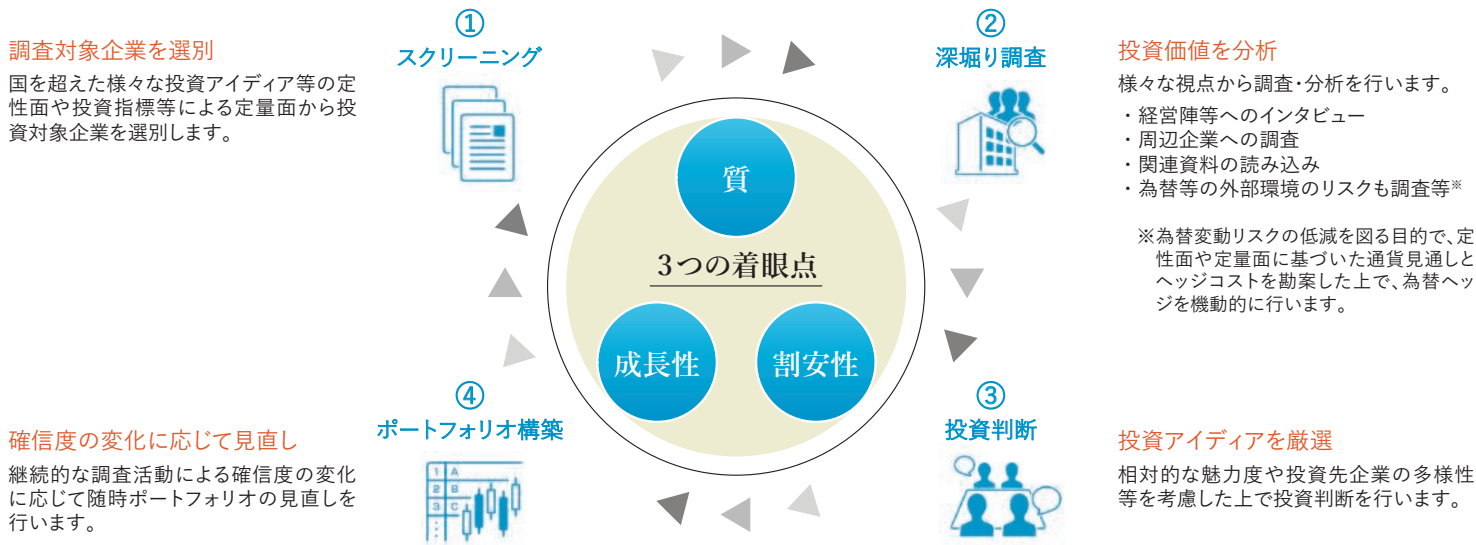 ①
スクリーニング
調査対象企業を選別
国を超えた様々な投資アイディア等の定
性面や投資指標等による定量面から投
資対象企業を選別します。
②
深堀り調査
投資価値を分析
様々な視点から調査・分析を行います。
・経営陣等へのインタビュー
・周辺企業への調査
・関連資料の読み込み
・為替等の外部環境のリスクも調査等※
※為替変動リスクの低減を図る目的で、定
性面や定量面に基づいた通貨見通しと
ヘッジコストを勘案した上で、為替ヘッ
ジを機動的に行います。
質
3つの着眼点
成長性
割安性
③
投資判断
投資アイディアを厳選
相対的な魅力度や投資先企業の多様性
等を考慮した上で投資判断を行います。
④
ポートフォリオ構築
1 A
2 B
3 C
確信度の変化に応じて見直し
継続的な調査活動による確信度の変化
に応じて随時ポートフォリオの見直しを
行います。